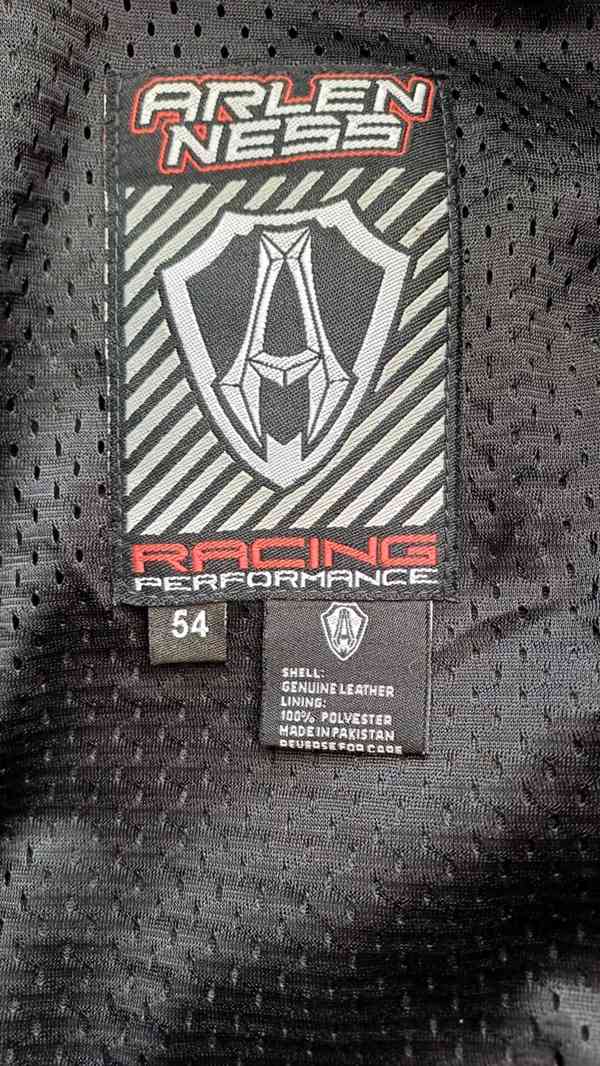 ARLEN
NESS
RACING
PERFORMANCE
54
SHELL:
GENUINE LEATHER
LINING:
100% POLYESTER
MADE IN PAKISTAN
REVERSE FOR CARE